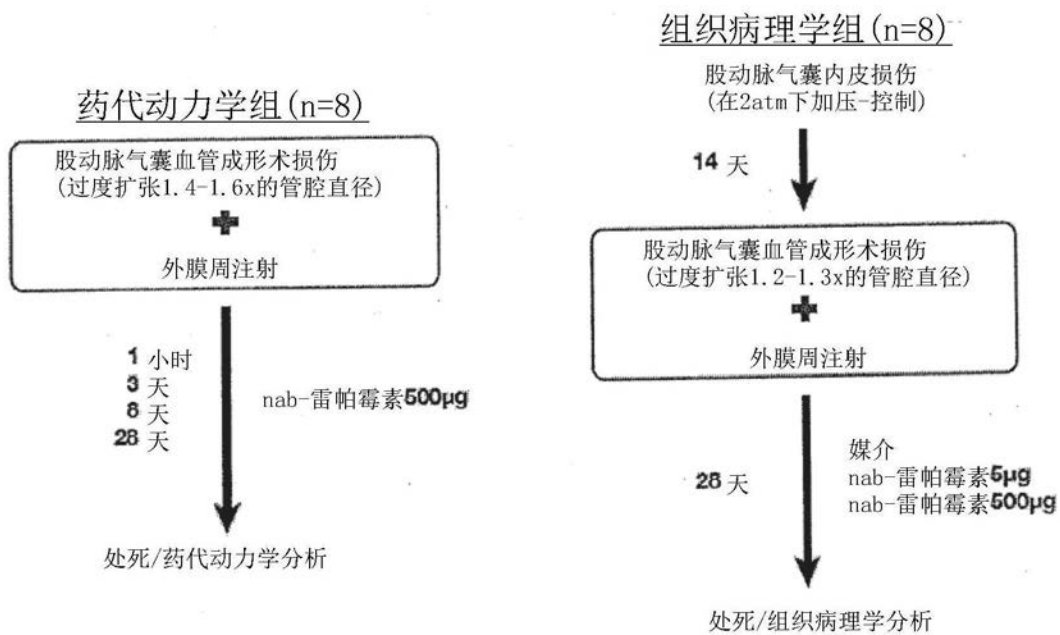 药代动力学组(n=8)
股动脉气囊血管成形术损伤
(过度扩张1.4-1.6x的管腔直径)
外膜周注射
1 小时
3 天
8 天
28 天
nab-雷帕霉素500μg
处死/药代动力学分析
组织病理学组(n=8)
股动脉气囊内皮损伤
(在2atm下加压-控制)
14 天
股动脉气囊血管成形术损伤
(过度扩张1.2-1.3x的管腔直径)
外膜周注射
28 天
媒介
nab-雷帕霉素5μg
nab-雷帕霉素500μg
处死/组织病理学分析